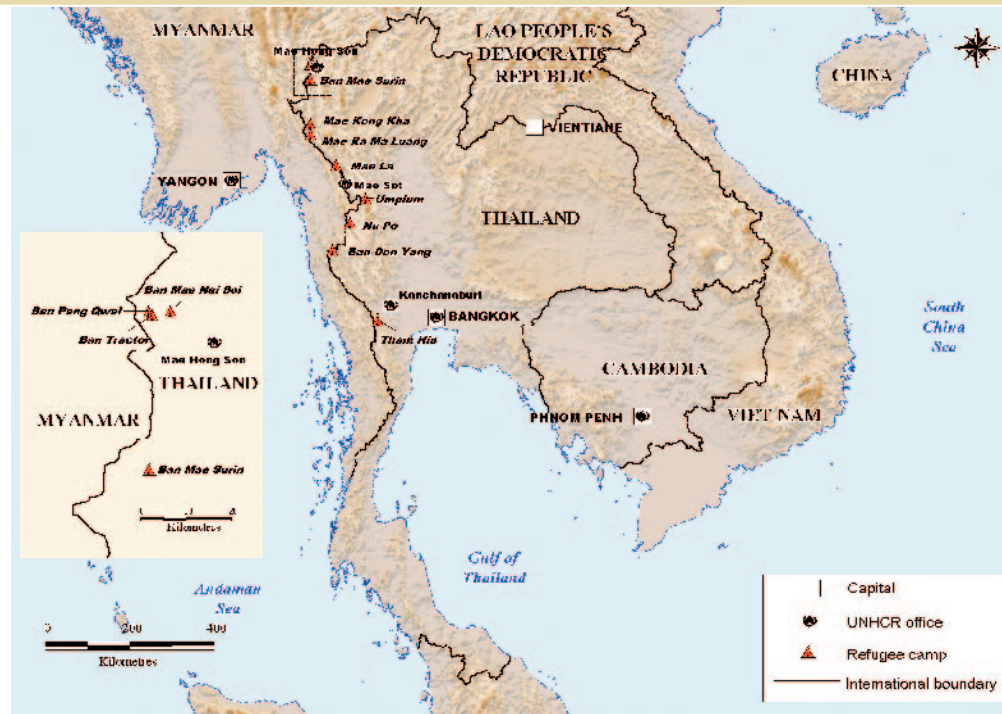 MYANMAR
LAO PEOPLE'S
DEMOCRATIC
REPUBLIC
CHINA
Mae Hong Son
Ban Mae Surin
Mae Kong Kha
Mae Ra Ma Luang
Mae La
Mae Sot
Umpium
Nu Po
Ban Don Yang
VIENTIANE
YANGON
THAILAND
Kanchanaburi
BANGKOK
Tham Hin
CAMBODIA
PHNOM PENH
VIET NAM
South
China
Sea
Ban Mae Nai Soi
Ban Pang Qwai
Ban Tractor
Mae Hong Son
THAILAND
MYANMAR
Ban Mae Surin
Kilometres
Gulf of
Thailand
Andaman
Sea
0 200 400
Kilometres
Capital
UNHCR office
Refugee camp
International boundary